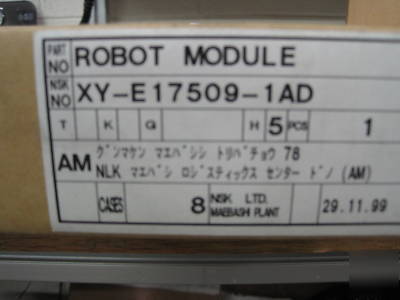 PART NO ROBOT MODULE
NSK NO XY-E17509-1AD
T K G H 5 PCS 1
AM グンマケン マエバシシ トリバチョウ 78
NLK マエバシ ロジスティックス センター ドノ (AM)
CASES 8 NSK LTD. MAEBASHI PLANT 29.11.99